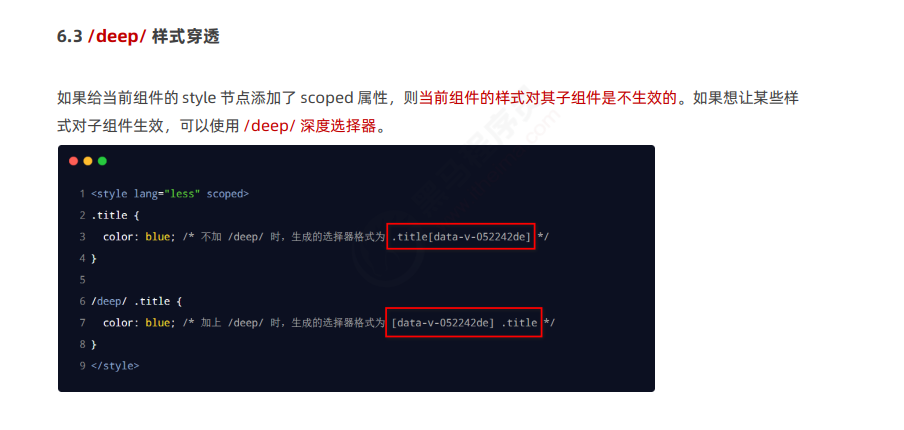 6.3 /deep/ 样式穿透
如果给当前组件的 style 节点添加了 scoped 属性，则当前组件的样式对其子组件是不生效的。如果想让某些样
式对子组件生效，可以使用 /deep/ 深度选择器。
1 <style lang="less" scoped>
2 .title {
3   color: blue; /* 不加 /deep/ 时，生成的选择器格式为 .title[data-v-052242de] */
4 }
5
6 /deep/ .title {
7   color: blue; /* 加上 /deep/ 时，生成的选择器格式为 [data-v-052242de] .title */
8 }
9 </style>